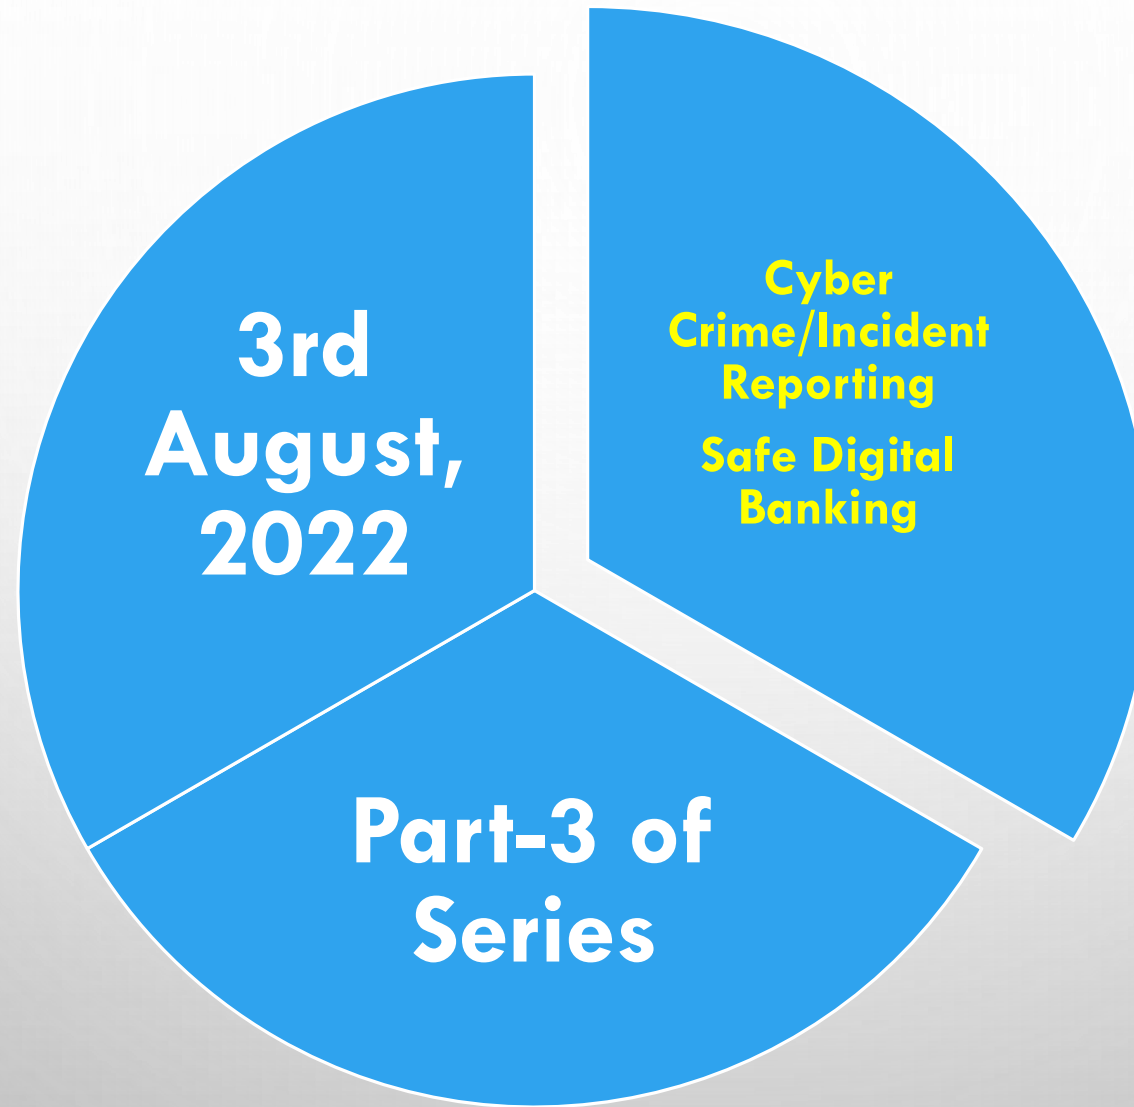 3rd
August,
2022
Cyber
Crime/Incident
Reporting
Safe Digital
Banking
Part-3 of
Series